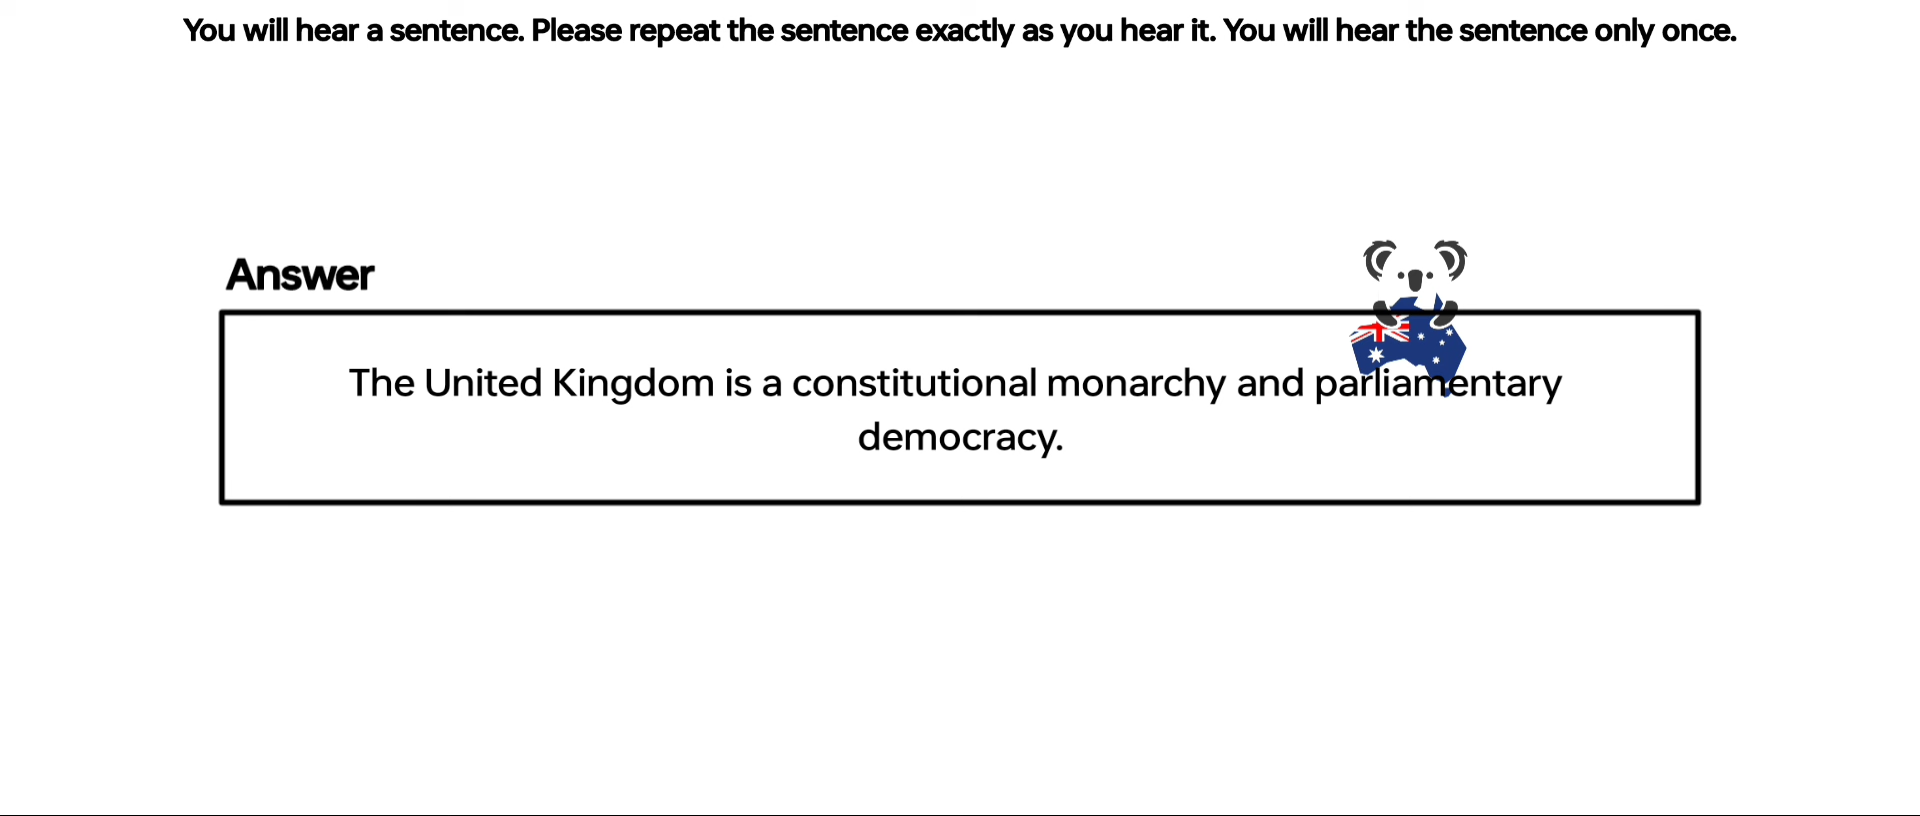 You will hear a sentence. Please repeat the sentence exactly as you hear it. You will hear the sentence only once.
Answer
The United Kingdom is a constitutional monarchy and parliamentary
democracy.